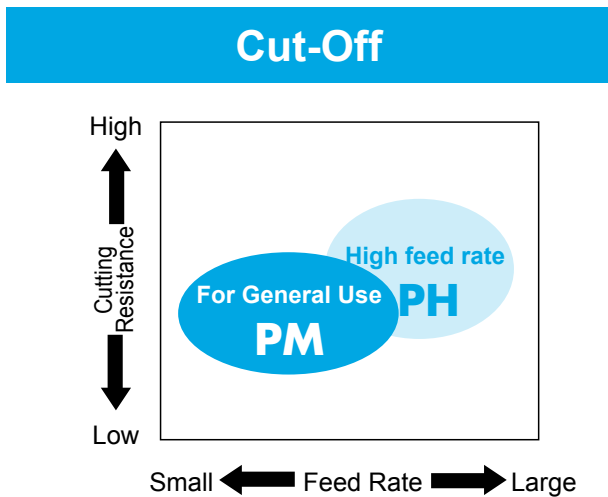 Cut-Off
High
Cutting
Resistance
Low
High feed rate
PH
For General Use
PM
Small
Feed Rate
Large